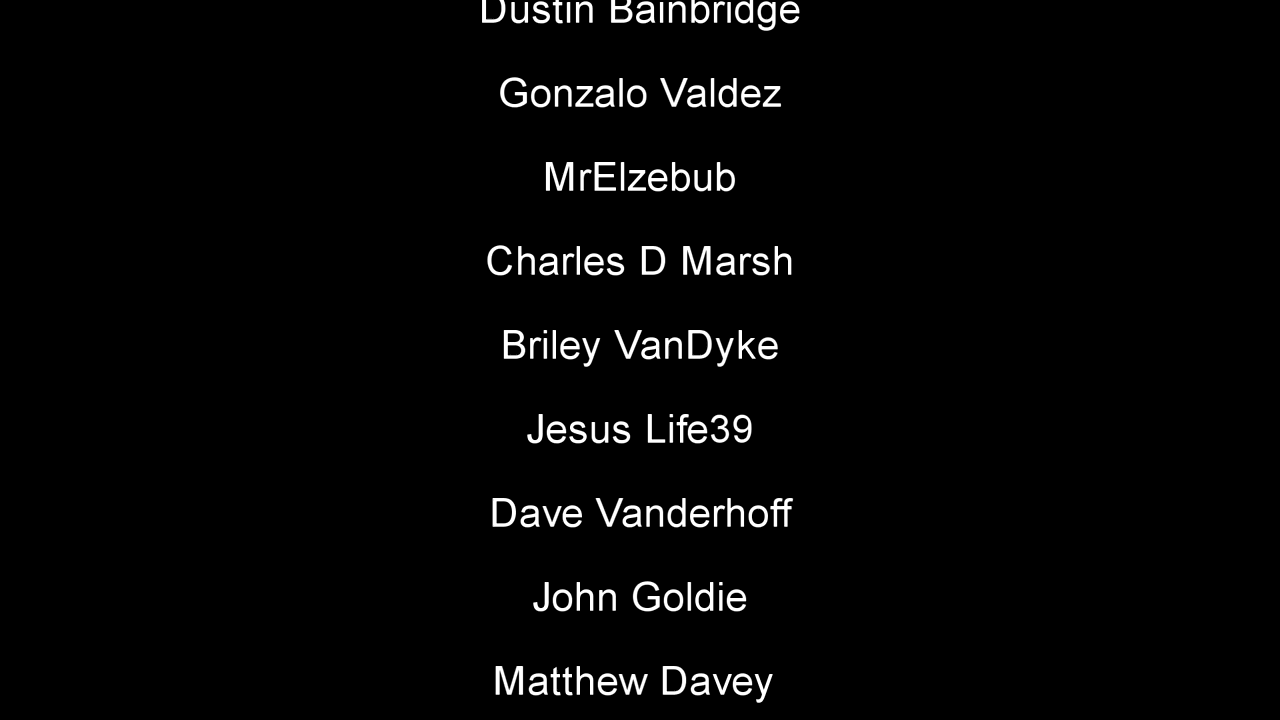 Dustin Bainbridge
Gonzalo Valdez
MrElzebub
Charles D Marsh
Briley VanDyke
Jesus Life39
Dave Vanderhoff
John Goldie
Matthew Davey